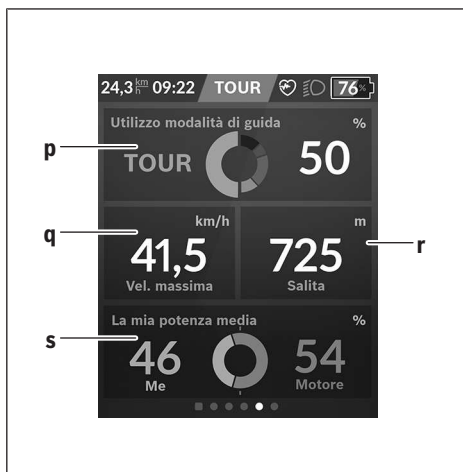 24,3 km/h 09:22 TOUR 76%
Utilizzo modalità di guida %
p
TOUR 50
q
km/h
41,5
Vel. massima
m
725
Salita
r
La mia potenza media %
s
46
Me
54
Motore